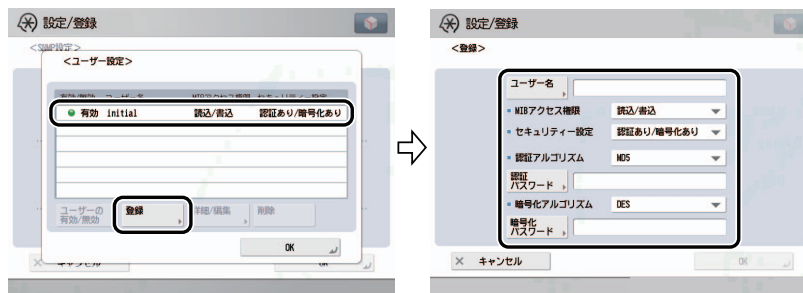 設定/登録
<ユーザー設定>
有効 initial 読込/書込 認証あり/暗号化あり
ユーザーの
有効/無効
登録
詳細/編集
削除
OK
キャンセル
設定/登録
<登録>
ユーザー名
MIBアクセス権限 読込/書込
セキュリティー設定 認証あり/暗号化あり
認証アルゴリズム MD5
認証
パスワード
暗号化アルゴリズム DES
暗号化
パスワード
キャンセル
OK